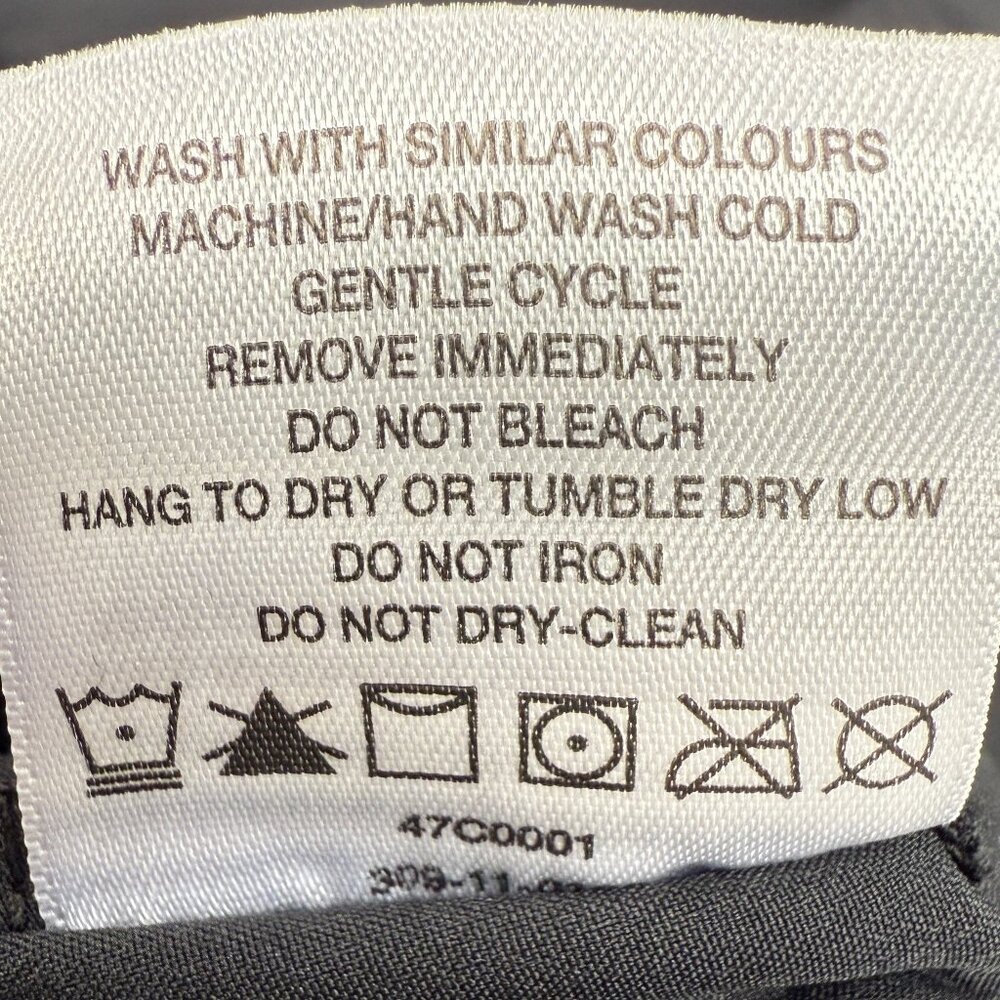 WASH WITH SIMILAR COLOURS
MACHINE/HAND WASH COLD
GENTLE CYCLE
REMOVE IMMEDIATELY
DO NOT BLEACH
HANG TO DRY OR TUMBLE DRY LOW
DO NOT IRON
DO NOT DRY-CLEAN
47C0001